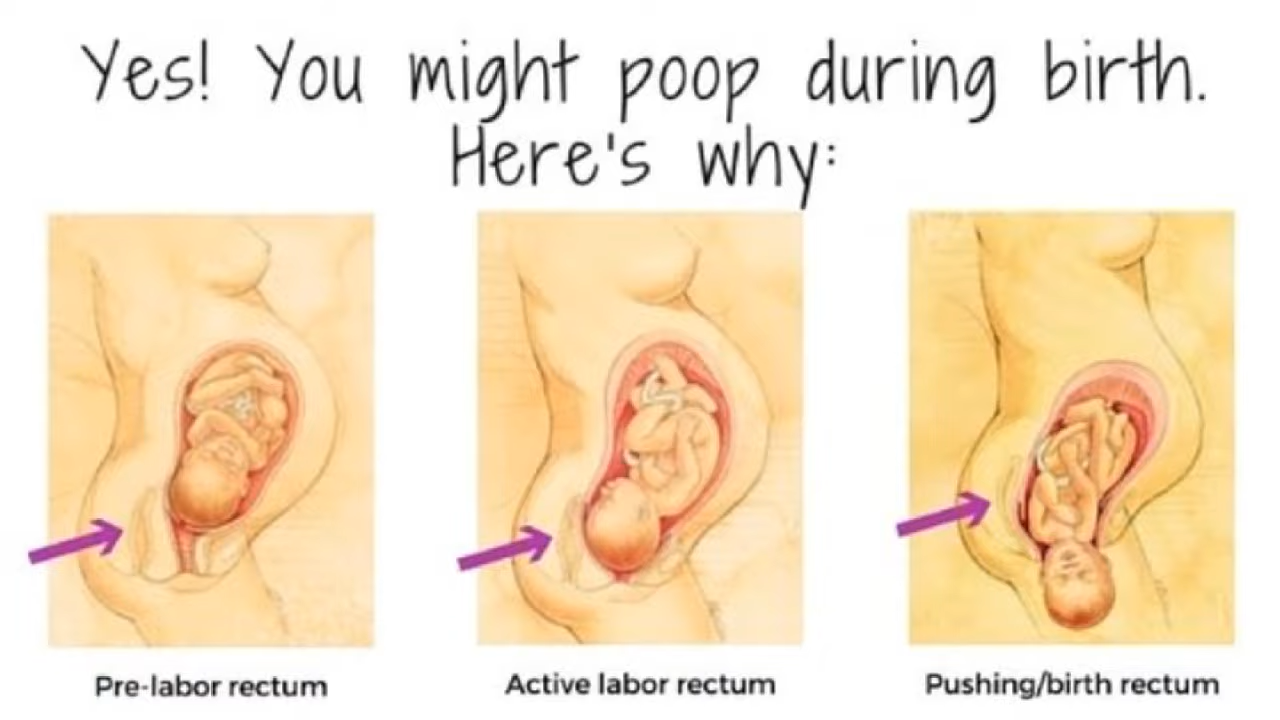 Yes! You might poop during birth.
Here's why:
Pre-labor rectum
Active labor rectum
Pushing/birth rectum